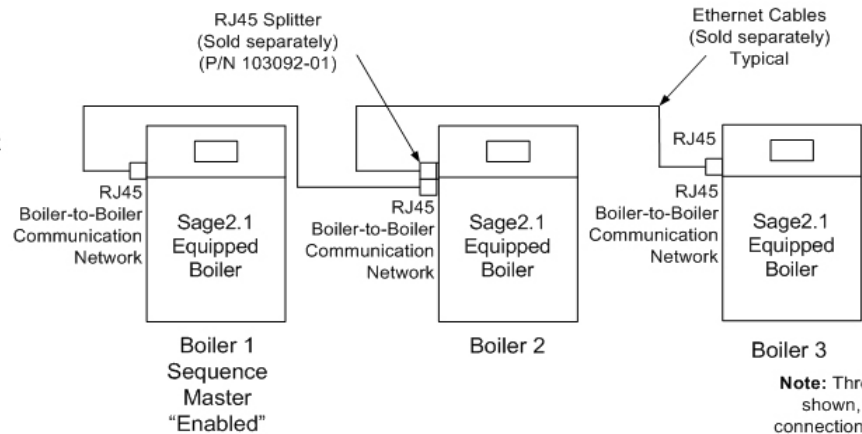 RJ45 Splitter
(Sold separately)
(P/N 103092-01)
Ethernet Cables
(Sold separately)
Typical
RJ45
Boiler-to-Boiler
Communication
Network
Sage2.1
Equipped
Boiler
RJ45
Boiler-to-Boiler
Communication
Network
Sage2.1
Equipped
Boiler
RJ45
RJ45
Boiler-to-Boiler
Communication
Network
Sage2.1
Equipped
Boiler
Boiler 1
Sequence
Master
“Enabled”
Boiler 2
Boiler 3
Note:
shown,
connection